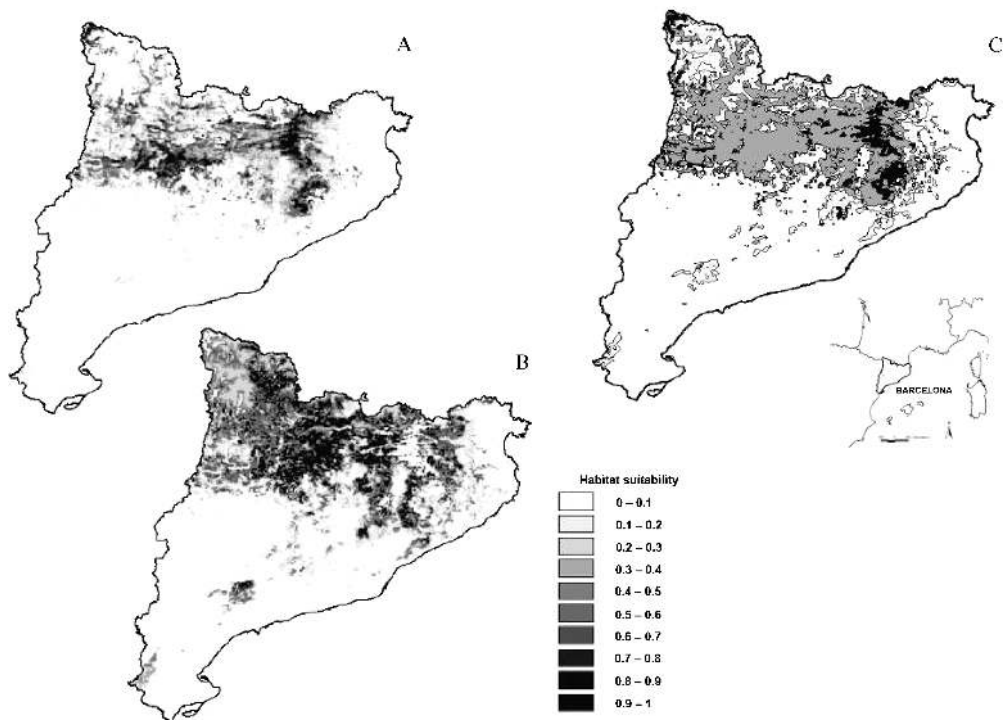 A
C
B
BARCELONA
Habitat suitability
0 – 0.1
0.1 – 0.2
0.2 – 0.3
0.3 – 0.4
0.4 – 0.5
0.5 – 0.6
0.6 – 0.7
0.7 – 0.8
0.8 – 0.9
0.9 – 1